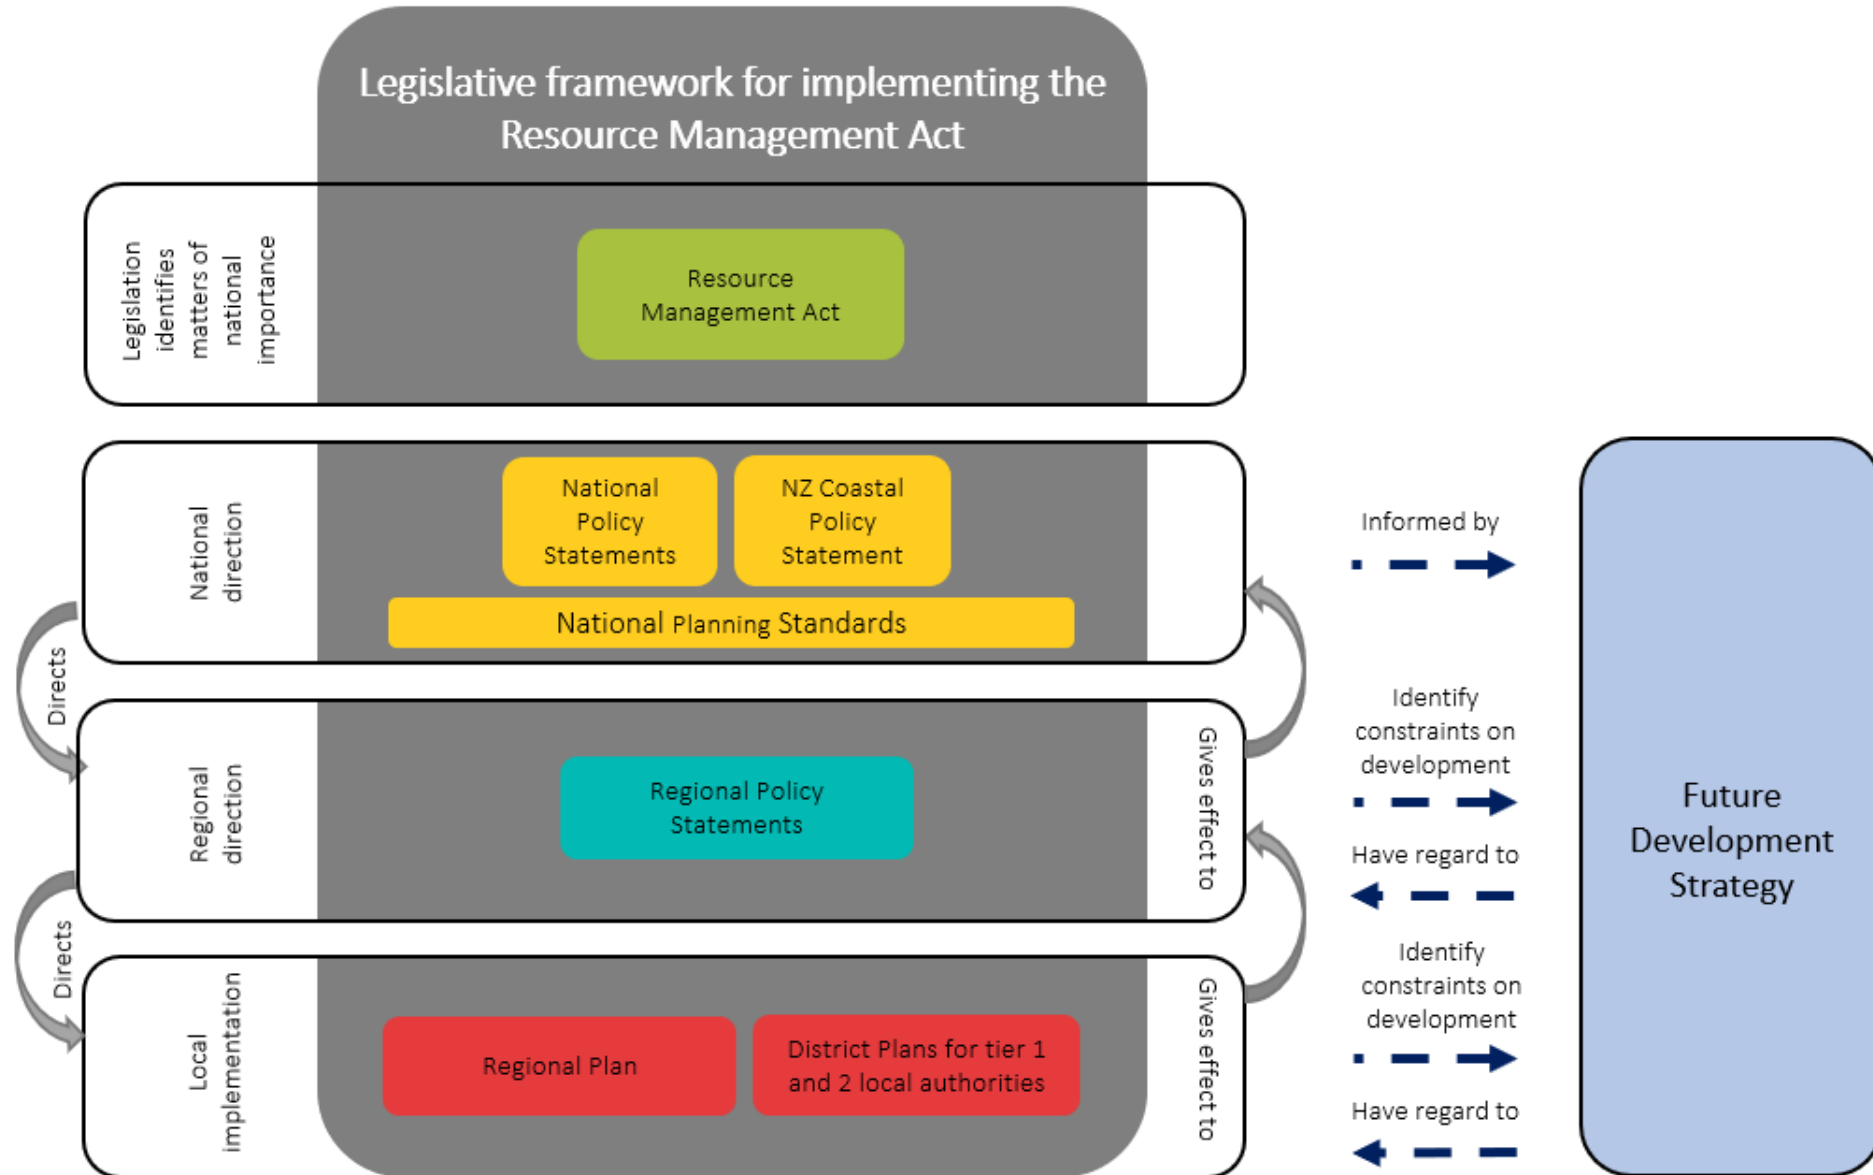 Legislative framework for implementing the
Resource Management Act
Legislation
identifies
matters of
national
importance
Resource
Management Act
National
direction
National
Policy
Statements
NZ Coastal
Policy
Statement
National Planning Standards
Informed by
Directs
Regional
direction
Regional Policy
Statements
Gives effect to
Identify
constraints on
development
Have regard to
Future
Development
Strategy
Directs
Local
implementation
Regional Plan
District Plans for tier 1
and 2 local authorities
Gives effect to
Identify
constraints on
development
Have regard to